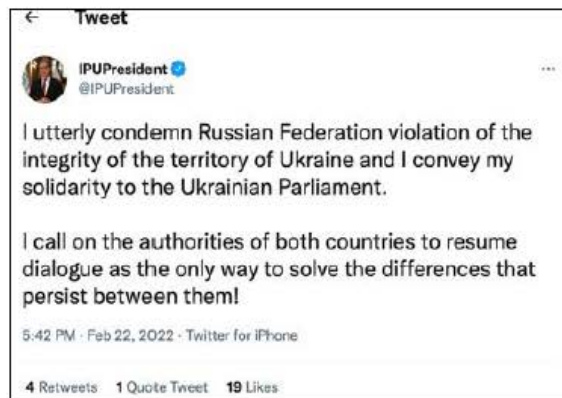 ← Tweet
IPUPresident
@IPUPresident
...
I utterly condemn Russian Federation violation of the
integrity of the territory of Ukraine and I convey my
solidarity to the Ukrainian Parliament.
I call on the authorities of both countries to resume
dialogue as the only way to solve the differences that
persist between them!
5:42 PM · Feb 22, 2022 · Twitter for iPhone
4 Retweets 1 Quote Tweet 19 Likes